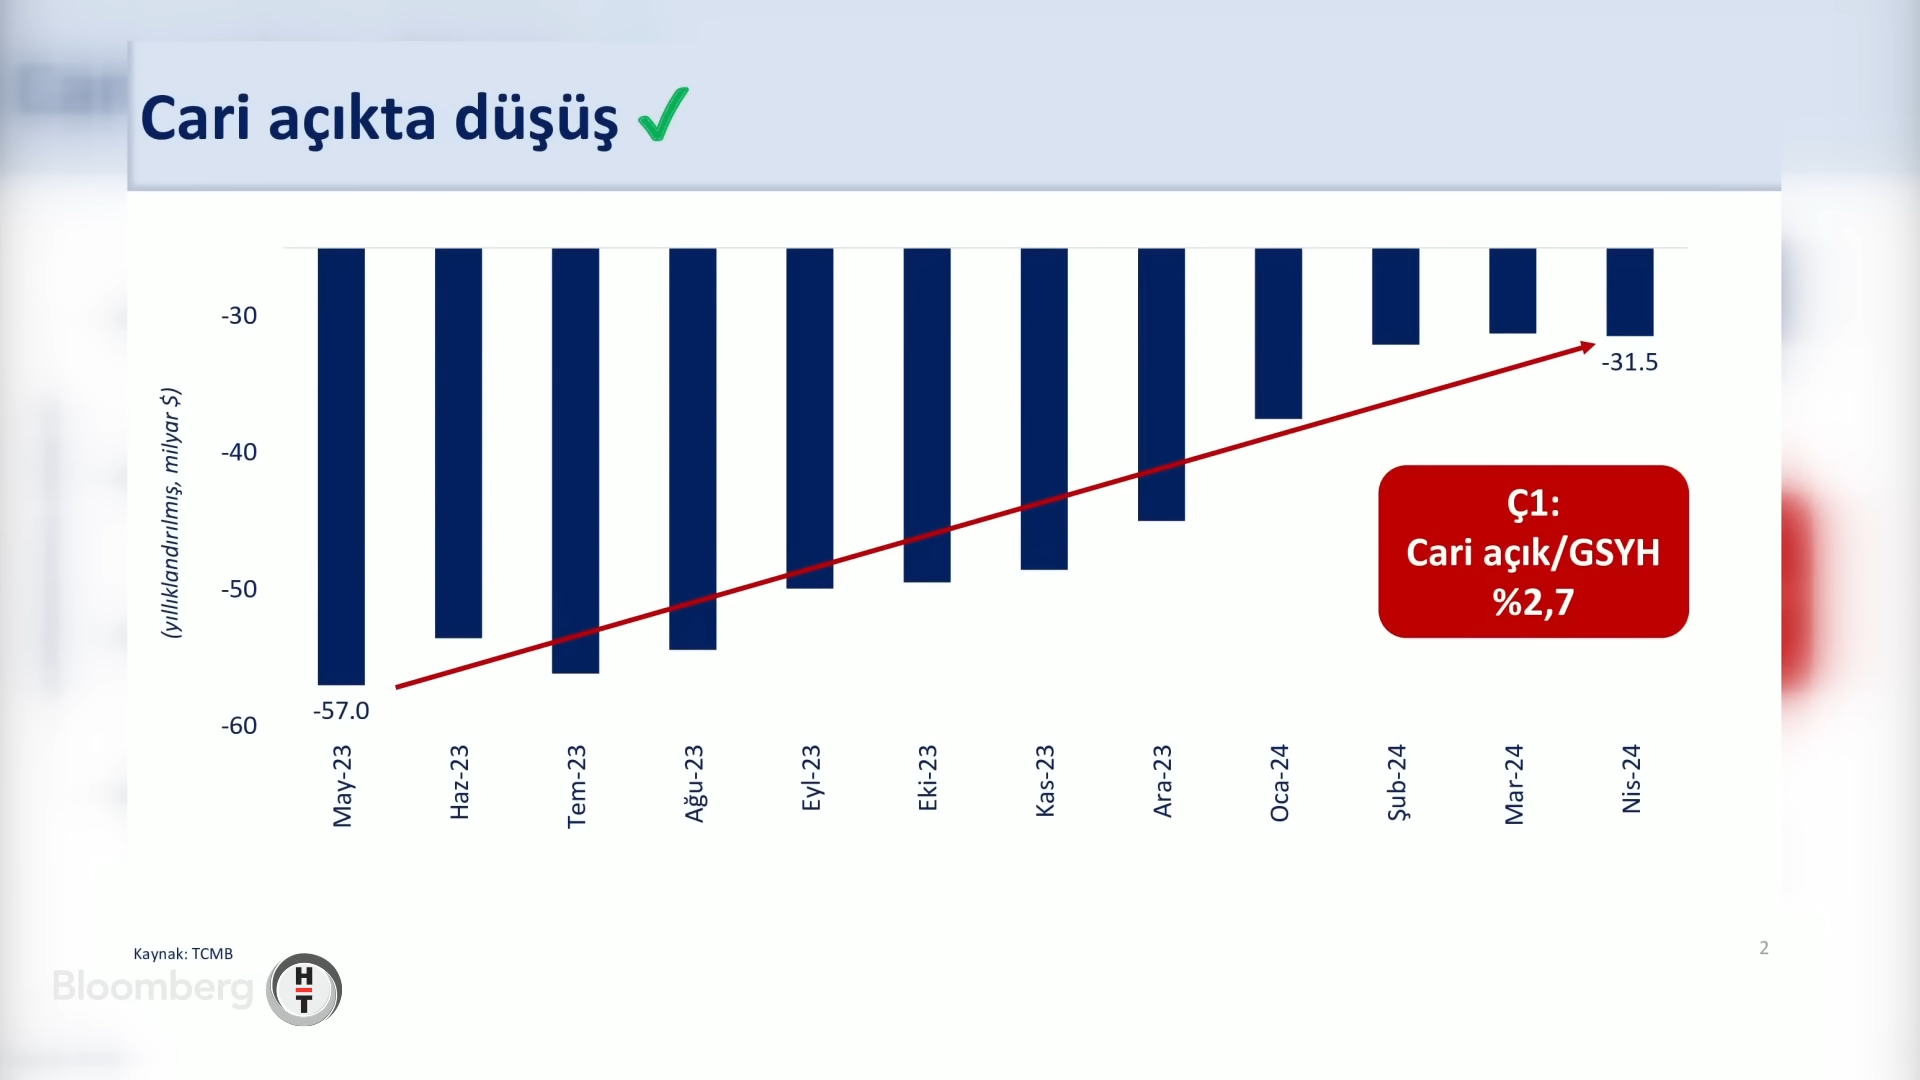 Cari açıkta düşüş
-30
-40
-50
-60
(yıllıklandırılmış, milyar $)
-57.0
-31.5
Ç1:
Cari açık/GSYH
%2,7
May-23
Haz-23
Tem-23
Ağu-23
Eyl-23
Eki-23
Kas-23
Ara-23
Oca-24
Şub-24
Mar-24
Nis-24
Kaynak: TCMB
2
Bloomberg
H
T